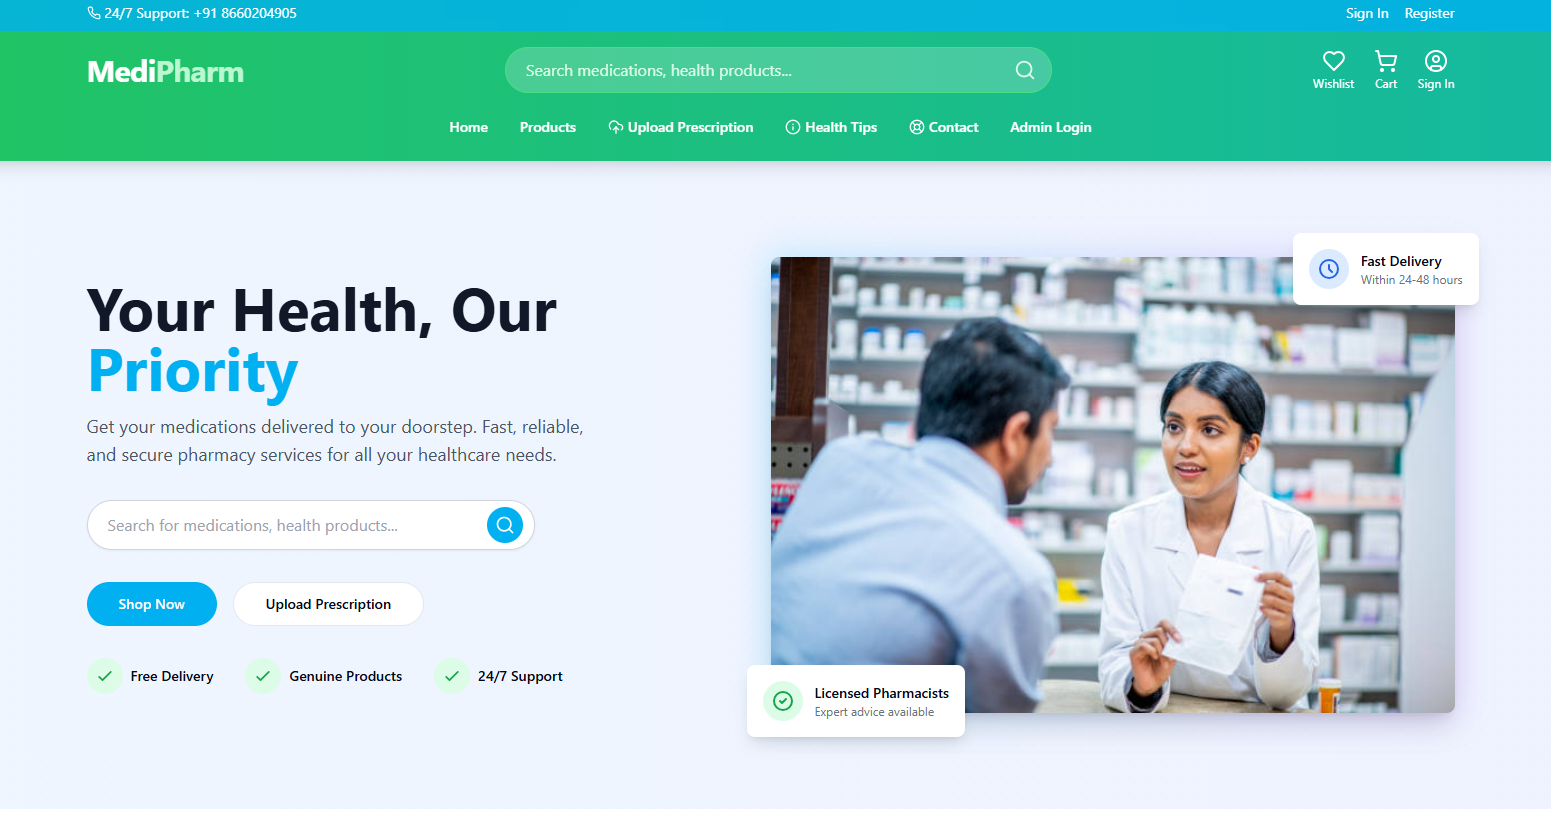 24/7 Support: +91 8660204905
Sign In
Register
MediPharm
Search medications, health products...
Wishlist
Cart
Sign In
Home
Products
Upload Prescription
Health Tips
Contact
Admin Login
Your Health, Our
Priority
Get your medications delivered to your doorstep. Fast, reliable,
and secure pharmacy services for all your healthcare needs.
Search for medications, health products...
Shop Now
Upload Prescription
Free Delivery
Genuine Products
24/7 Support
Fast Delivery
Within 24-48 hours
Licensed Pharmacists
Expert advice available